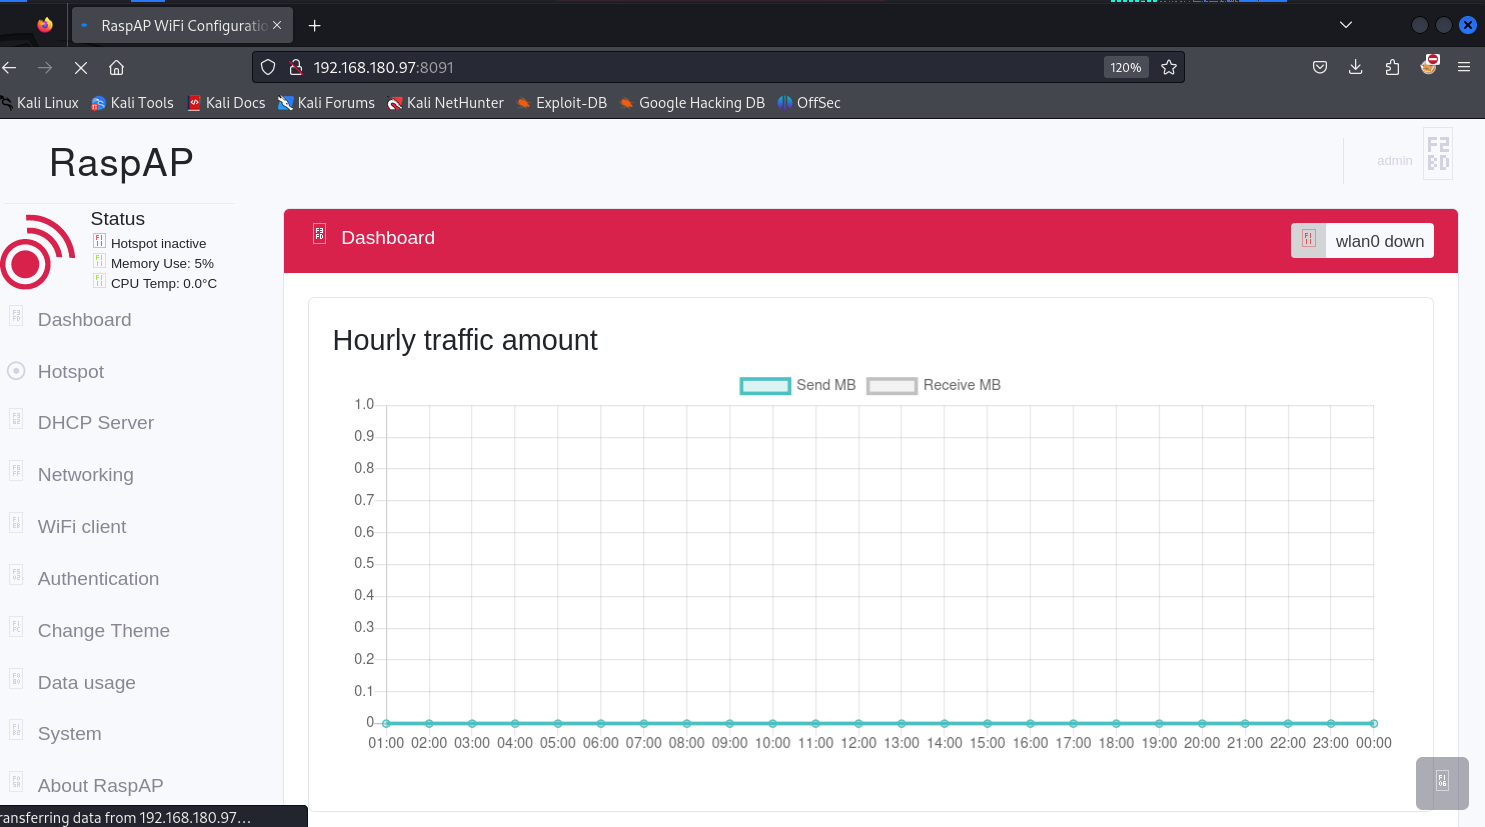 RaspAP WiFi Configuratio
192.168.180.97:8091
120%
Kali Linux Kali Tools Kali Docs Kali Forums Kali NetHunter Exploit-DB Google Hacking DB OffSec
RaspAP
admin
Status
Hotspot inactive
Memory Use: 5%
CPU Temp: 0.0°C
Dashboard
Hotspot
DHCP Server
Networking
WiFi client
Authentication
Change Theme
Data usage
System
About RaspAP
Dashboard
wlan0 down
Hourly traffic amount
Send MB Receive MB
1.0
0.9
0.8
0.7
0.6
0.5
0.4
0.3
0.2
0.1
0
01:00 02:00 03:00 04:00 05:00 06:00 07:00 08:00 09:00 10:00 11:00 12:00 13:00 14:00 15:00 16:00 17:00 18:00 19:00 20:00 21:00 22:00 23:00 00:00
ransferring data from 192.168.180.97…